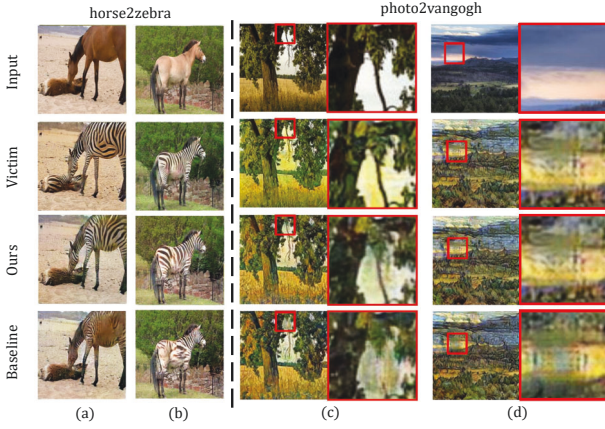 horse2zebra
photo2vangogh
Input
Victim
Ours
Baseline
(a)
(b)
(c)
(d)